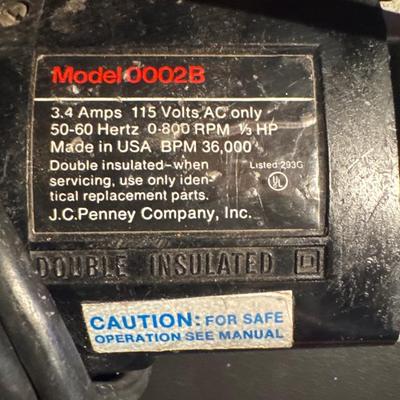 Model 0002B
3.4 Amps 115 Volts AC only
50-60 Hertz 0-800 RPM ⅓ HP
Made in USA BPM 36,000
Double insulated–when
servicing, use only iden-
tical replacement parts.
J.C.Penney Company, Inc.
Listed 293G
UL
DOUBLE INSULATED
CAUTION: FOR SAFE
OPERATION SEE MANUAL